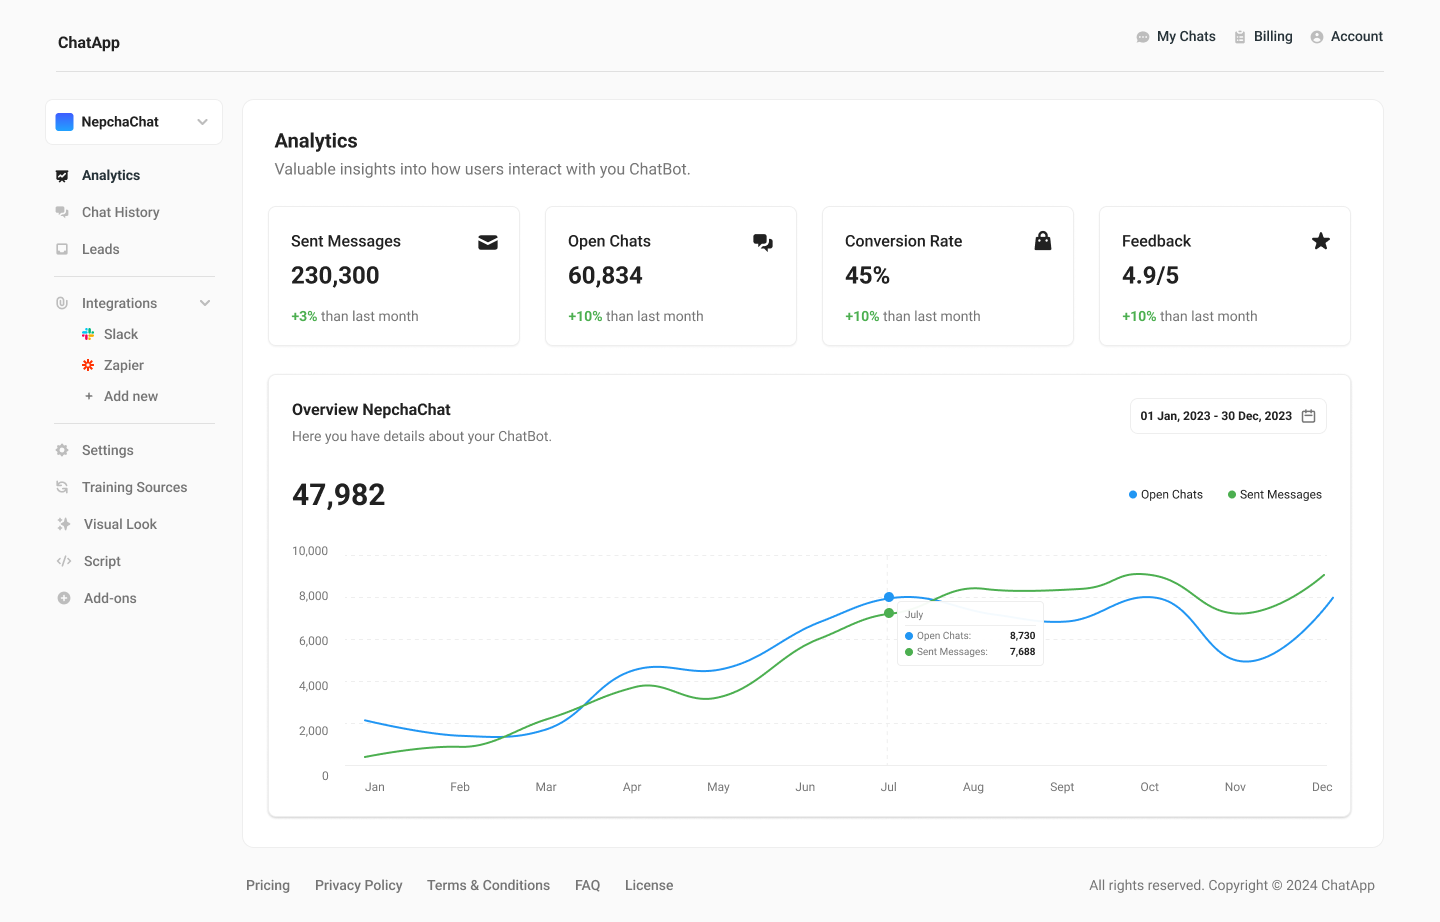 ChatApp
My Chats
Billing
Account
NepchaChat
Analytics
Chat History
Leads
Integrations
Slack
Zapier
+ Add new
Settings
Training Sources
Visual Look
Script
Add-ons
Analytics
Valuable insights into how users interact with you ChatBot.
Sent Messages
230,300
+3% than last month
Open Chats
60,834
+10% than last month
Conversion Rate
45%
+10% than last month
Feedback
4.9/5
+10% than last month
Overview NepchaChat
Here you have details about your ChatBot.
01 Jan, 2023 - 30 Dec, 2023
47,982
Open Chats
Sent Messages
10,000
8,000
6,000
4,000
2,000
0
July
Open Chats: 8,730
Sent Messages: 7,688
Jan Feb Mar Apr May Jun Jul Aug Sept Oct Nov Dec
Pricing Privacy Policy Terms & Conditions FAQ License
All rights reserved. Copyright © 2024 ChatApp